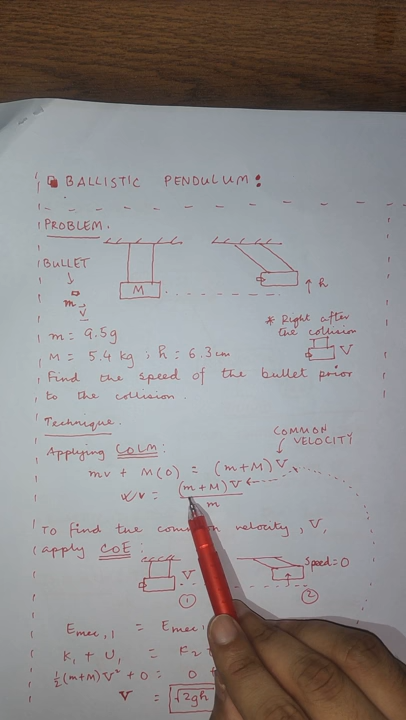 BALLISTIC PENDULUM:
PROBLEM.
BULLET
m
v
M
h
* Right after
the collision
V
m = 9.5g
M = 5.4 kg ; h = 6.3cm
Find the speed of the bullet prior
to the collision.
Technique.
Applying COLM:
COMMON
VELOCITY
mv + M(0) = (m+M) V
v = (m+M)V
m
To find the common velocity, V,
apply COE:
V
Speed=0
1
2
Emec,1 = Emec,
K1 + U1 = K2
½(m+M)V² + 0 = 0 +
V = √2gh